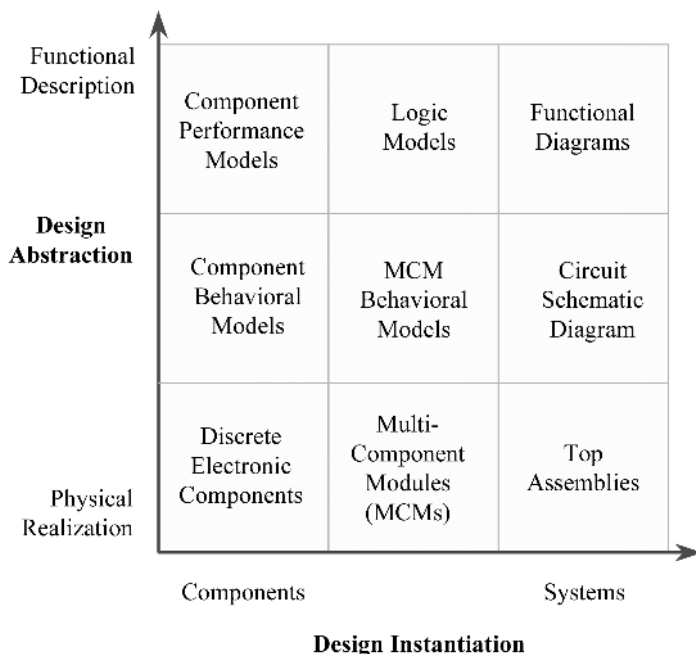 Functional
Description
Component
Performance
Models
Logic
Models
Functional
Diagrams
Design
Abstraction
Component
Behavioral
Models
MCM
Behavioral
Models
Circuit
Schematic
Diagram
Physical
Realization
Discrete
Electronic
Components
Multi-
Component
Modules
(MCMs)
Top
Assemblies
Components
Systems
Design Instantiation